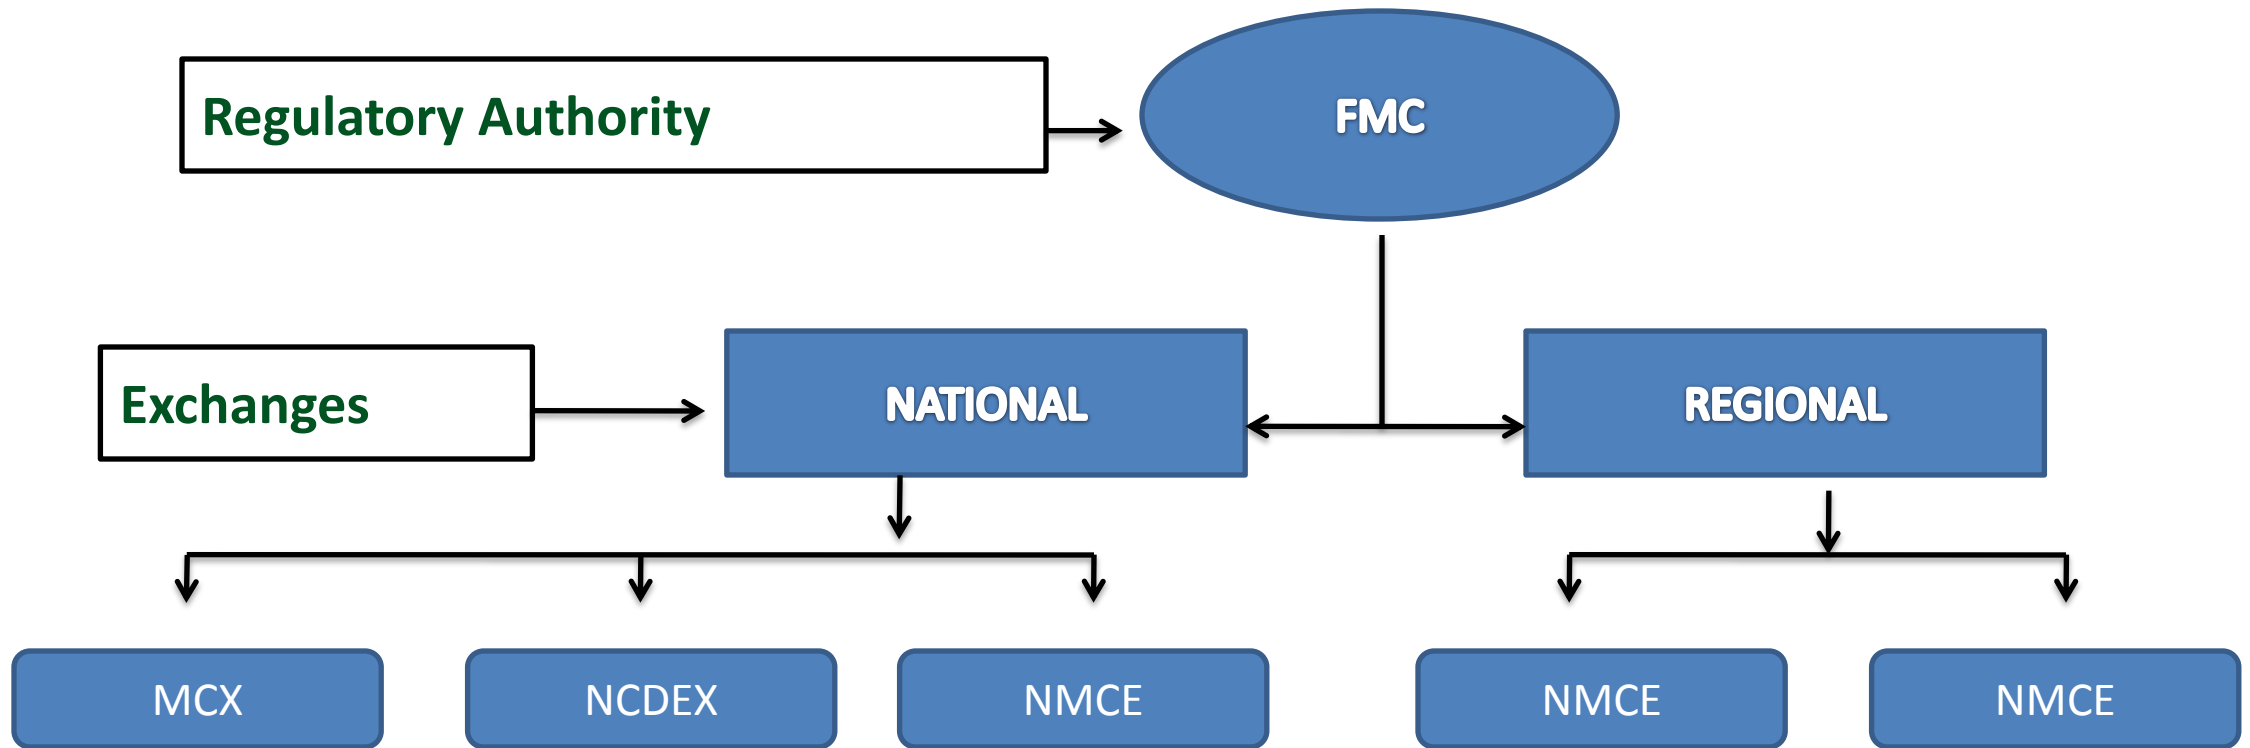 Regulatory Authority
FMC
Exchanges
NATIONAL
REGIONAL
MCX
NCDEX
NMCE
NMCE
NMCE